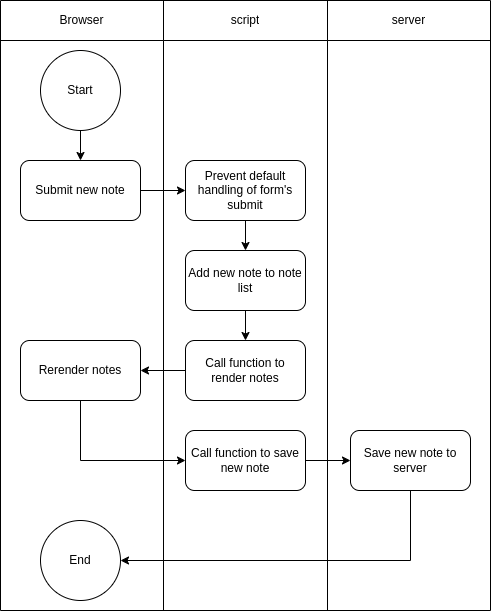 Browser
script
server
Start
Submit new note
Prevent default
handling of form's
submit
Add new note to note
list
Rerender notes
Call function to
render notes
Call function to save
new note
Save new note to
server
End